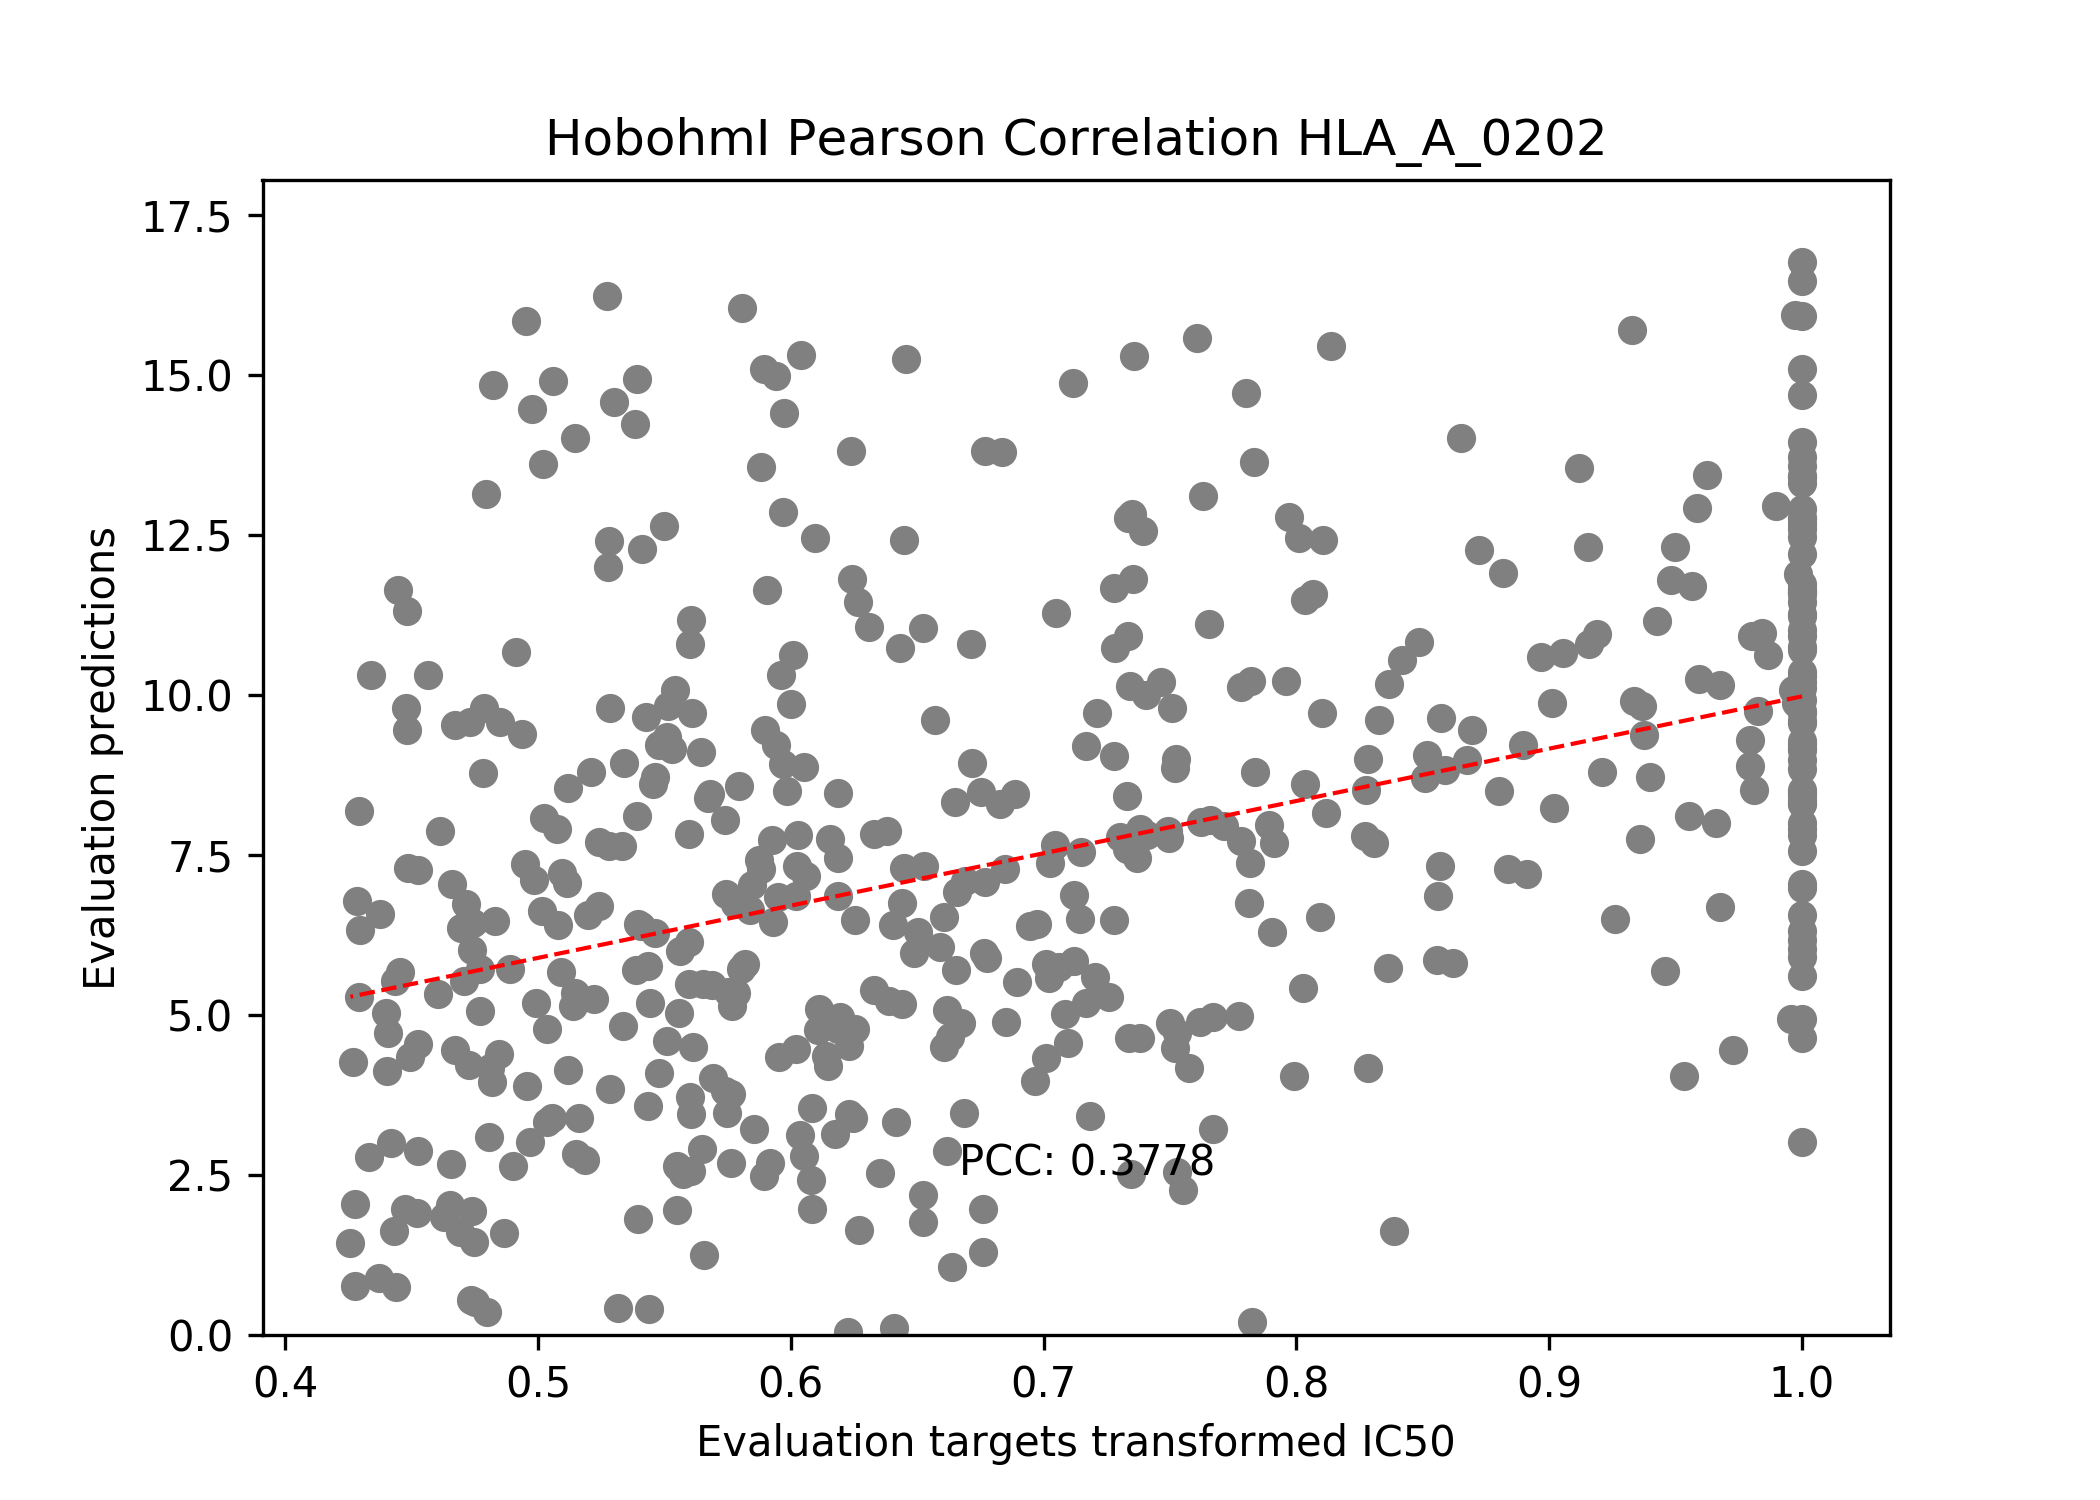 HobohmI Pearson Correlation HLA_A_0202
Evaluation predictions
17.5
15.0
12.5
10.0
7.5
5.0
2.5
0.0
PCC: 0.3778
0.4 0.5 0.6 0.7 0.8 0.9 1.0
Evaluation targets transformed IC50